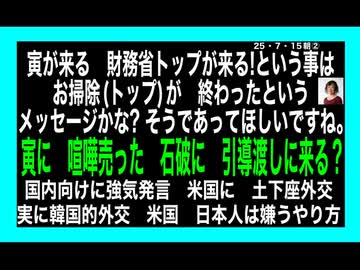 25・7・15朝②
寅が来る　財務省トップが来る!という事は
お掃除(トップ)が　終わったという
メッセージかな? そうであってほしいですね。
寅に　喧嘩売った　石破に　引導渡しに来る?
国内向けに強気発言　米国に　土下座外交
実に韓国的外交　米国　日本人は嫌うやり方